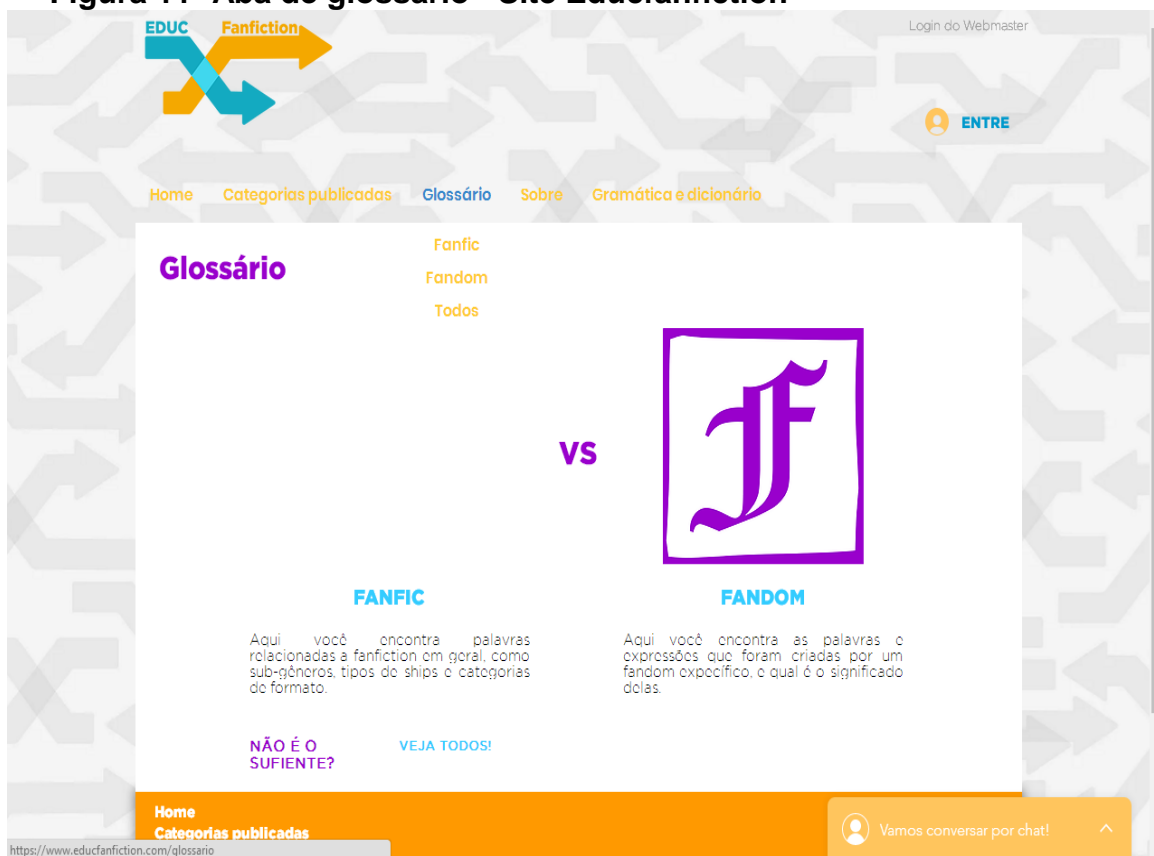 Figura 11- Aba de glossário - Site Educfanfiction
EDUC Fanfiction
Login do Webmaster
ENTRE
Home Categorias publicadas Glossário Sobre Gramática e dicionário
Glossário
Fanfic
Fandom
Todos
VS
F
FANFIC
Aqui você encontra palavras
relacionadas a fanfiction em geral, como
sub-gêneros, tipos de ships e categorias
de formato.
FANDOM
Aqui você encontra as palavras e
expressões que foram criadas por um
fandom expecífico, e qual é o significado
delas.
NÃO É O
SUFIENTE?
VEJA TODOS!
Home
Categorias publicadas
Vamos conversar por chat!
https://www.educfanfiction.com/glossario